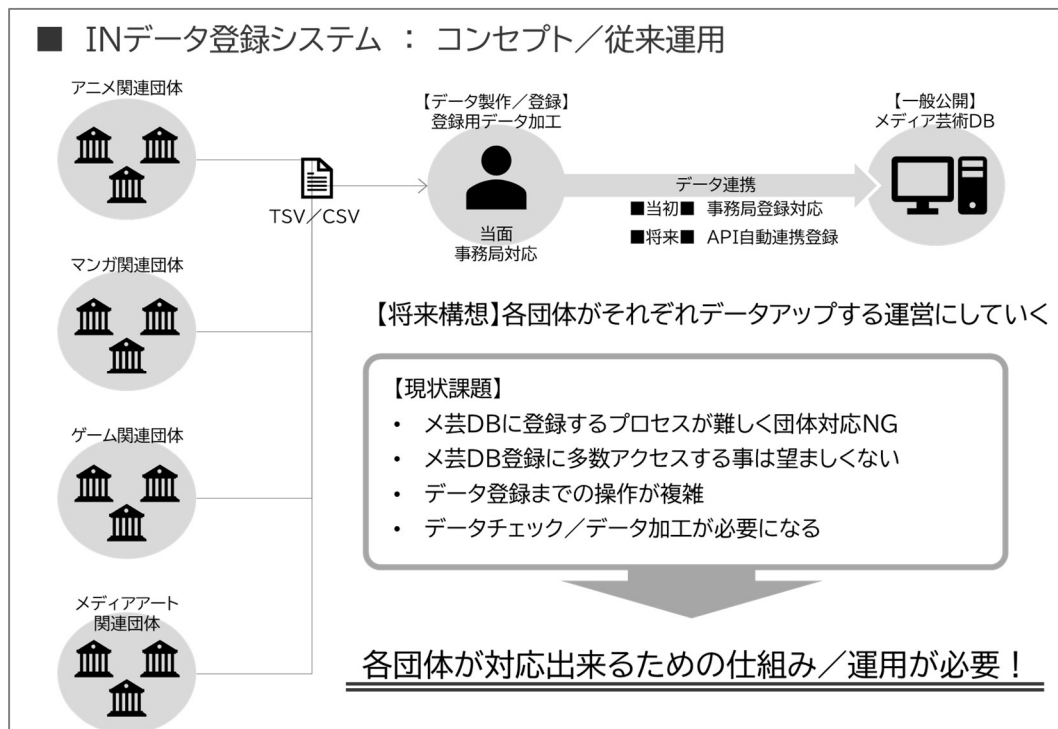 ■ INデータ登録システム ： コンセプト／従来運用
アニメ関連団体
マンガ関連団体
ゲーム関連団体
メディアアート
関連団体
TSV／CSV
【データ製作／登録】
登録用データ加工
当面
事務局対応
データ連携
■当初■ 事務局登録対応
■将来■ API自動連携登録
【一般公開】
メディア芸術DB
【将来構想】各団体がそれぞれデータアップする運営にしていく
【現状課題】
• メ芸DBに登録するプロセスが難しく団体対応NG
• メ芸DB登録に多数アクセスする事は望ましくない
• データ登録までの操作が複雑
• データチェック／データ加工が必要になる
各団体が対応出来るための仕組み／運用が必要！